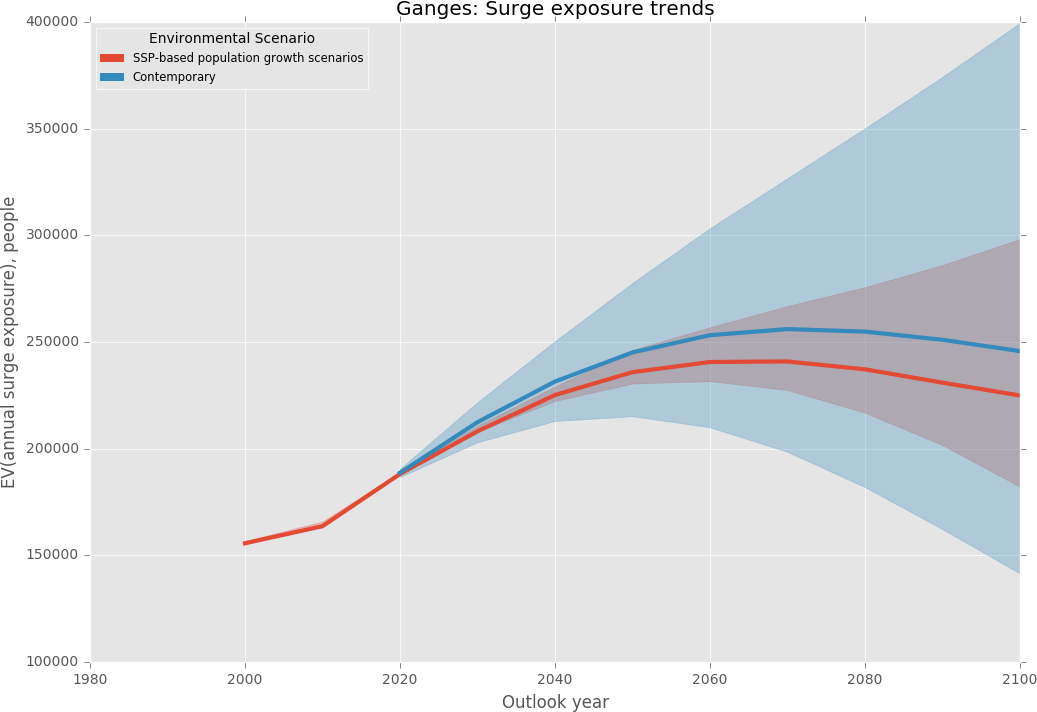 Ganges: Surge exposure trends
400000
350000
300000
250000
200000
150000
100000
EV(annual surge exposure), people
Environmental Scenario
SSP-based population growth scenarios
Contemporary
1980 2000 2020 2040 2060 2080 2100
Outlook year